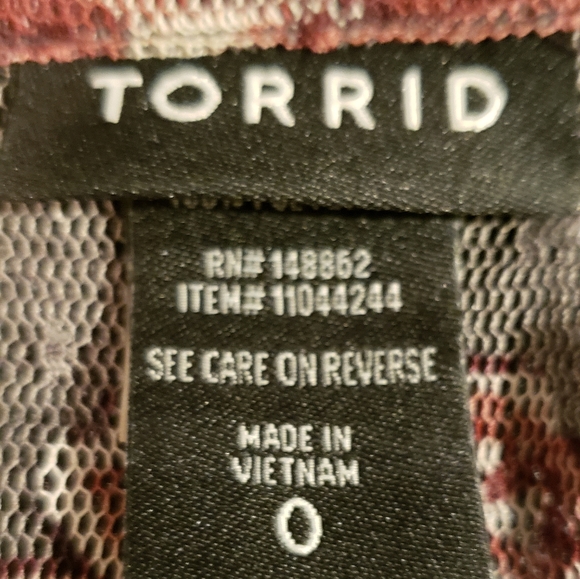 TORRID
RN# 148862
ITEM# 11044244
SEE CARE ON REVERSE
MADE IN
VIETNAM
0